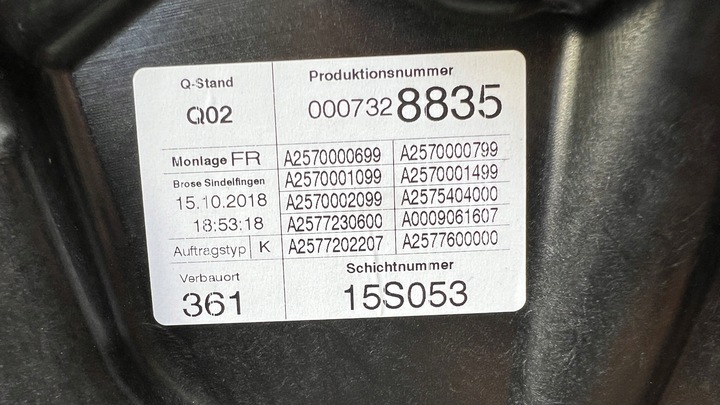 Q-Stand Produktionsnummer
Q02 0007328835
Montage FR A2570000699 A2570000799
Brose Sindelfingen A2570001099 A2570001499
15.10.2018 A2570002099 A2575404000
18:53:18 A2577230600 A0009061607
Auftragstyp K A2577202207 A2577600000
Verbauort Schichtnummer
361 15S053